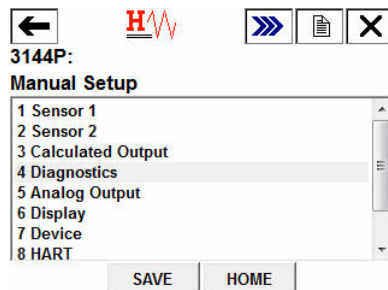 H
3144P:
Manual Setup
1 Sensor 1
2 Sensor 2
3 Calculated Output
4 Diagnostics
5 Analog Output
6 Display
7 Device
8 HART
SAVE HOME